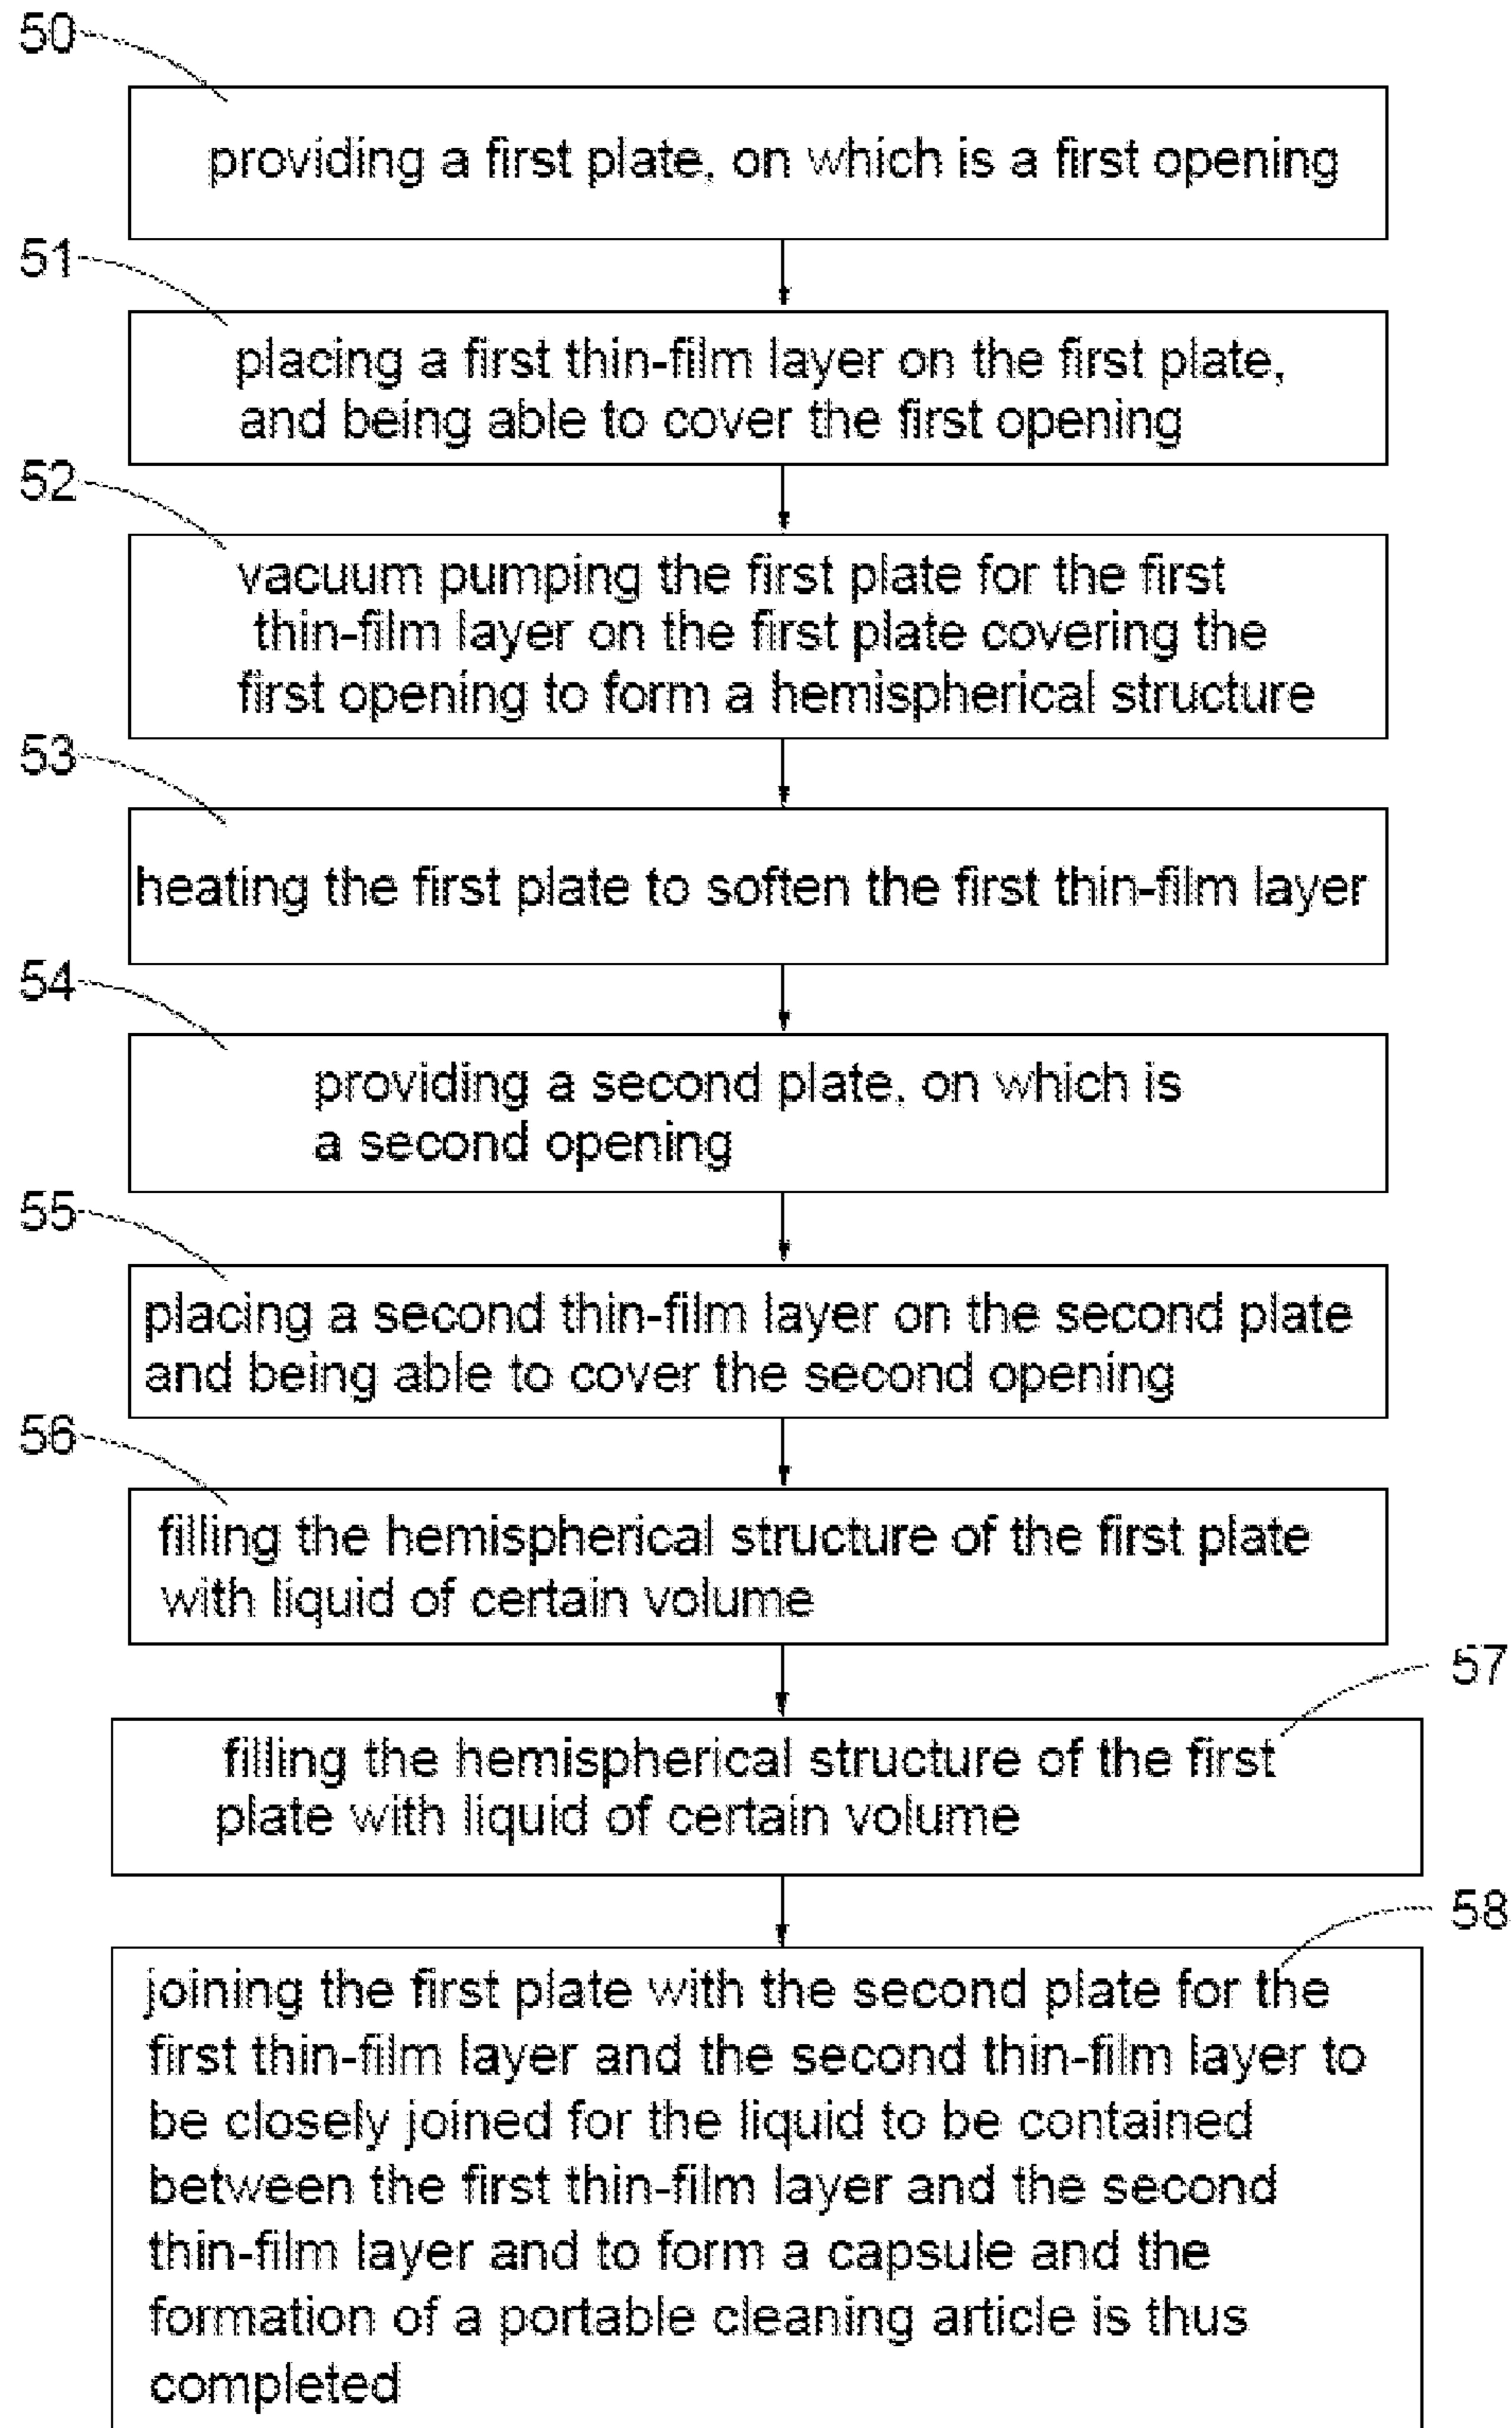 50
providing a first plate, on which is a first opening
51
placing a first thin-film layer on the first plate,
and being able to cover the first opening
52
vacuum pumping the first plate for the first
thin-film layer on the first plate covering the
first opening to form a hemispherical structure
53
heating the first plate to soften the first thin-film layer
54
providing a second plate, on which is
a second opening
55
placing a second thin-film layer on the second plate
and being able to cover the second opening
56
filling the hemispherical structure of the first plate
with liquid of certain volume
57
filling the hemispherical structure of the first
plate with liquid of certain volume
58
joining the first plate with the second plate for the
first thin-film layer and the second thin-film layer to
be closely joined for the liquid to be contained
between the first thin-film layer and the second
thin-film layer and to form a capsule and the
formation of a portable cleaning article is thus
completed